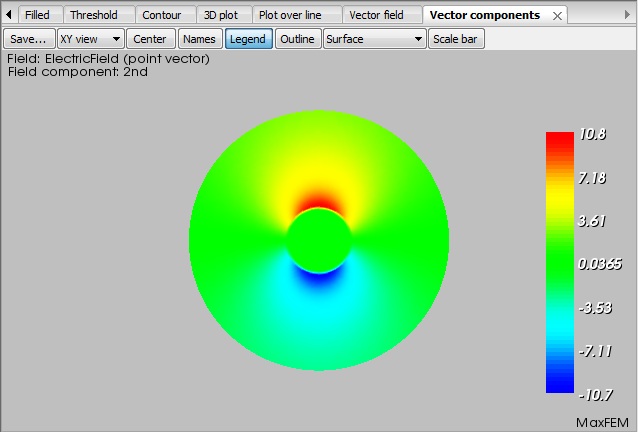 Filled Threshold Contour 3D plot Plot over line Vector field Vector components
Save... XY view Center Names Legend Outline Surface Scale bar
Field: ElectricField (point vector)
Field component: 2nd
10.8
7.18
3.61
0.0365
-3.53
-7.11
-10.7
MaxFEM